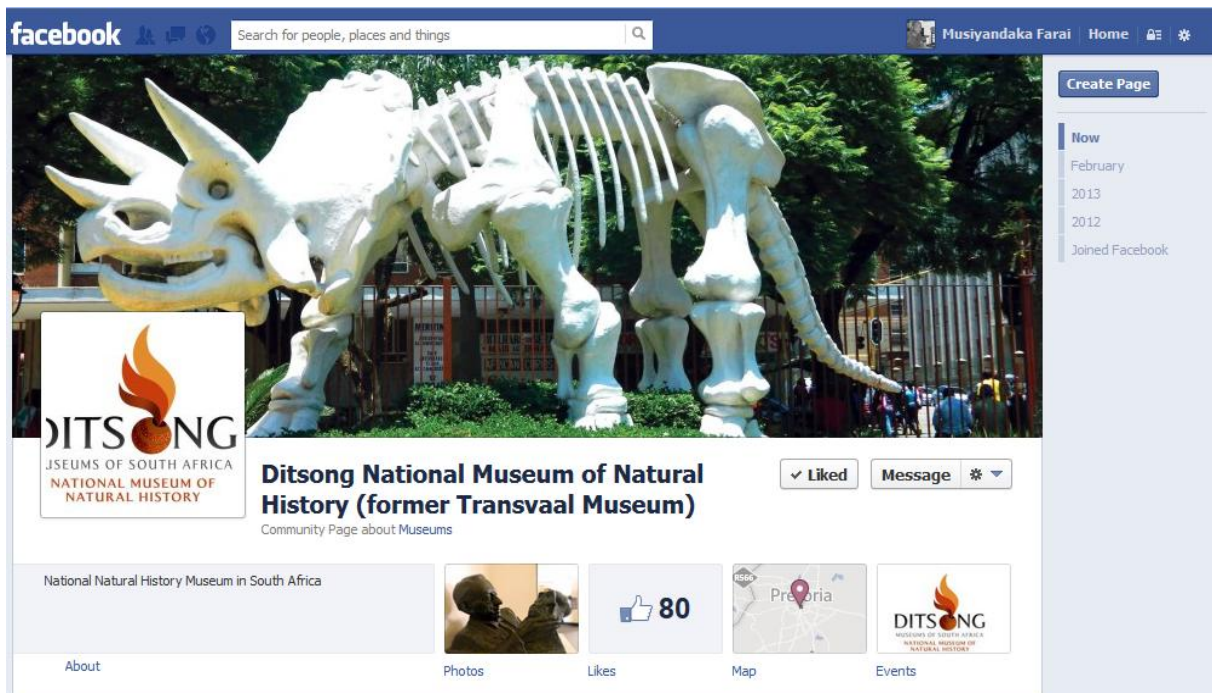 facebook
Search for people, places and things
Musiyandaka Farai
Home
Create Page
Now
February
2013
2012
Joined Facebook
DITSONG
USEUMS OF SOUTH AFRICA
NATIONAL MUSEUM OF
NATURAL HISTORY
Ditsong National Museum of Natural
History (former Transvaal Museum)
Community Page about Museums
Liked
Message
National Natural History Museum in South Africa
About
Photos
80
Likes
R566
Pretoria
Map
DITSONG
MUSEUMS OF SOUTH AFRICA
NATIONAL MUSEUM OF
NATURAL HISTORY
Events